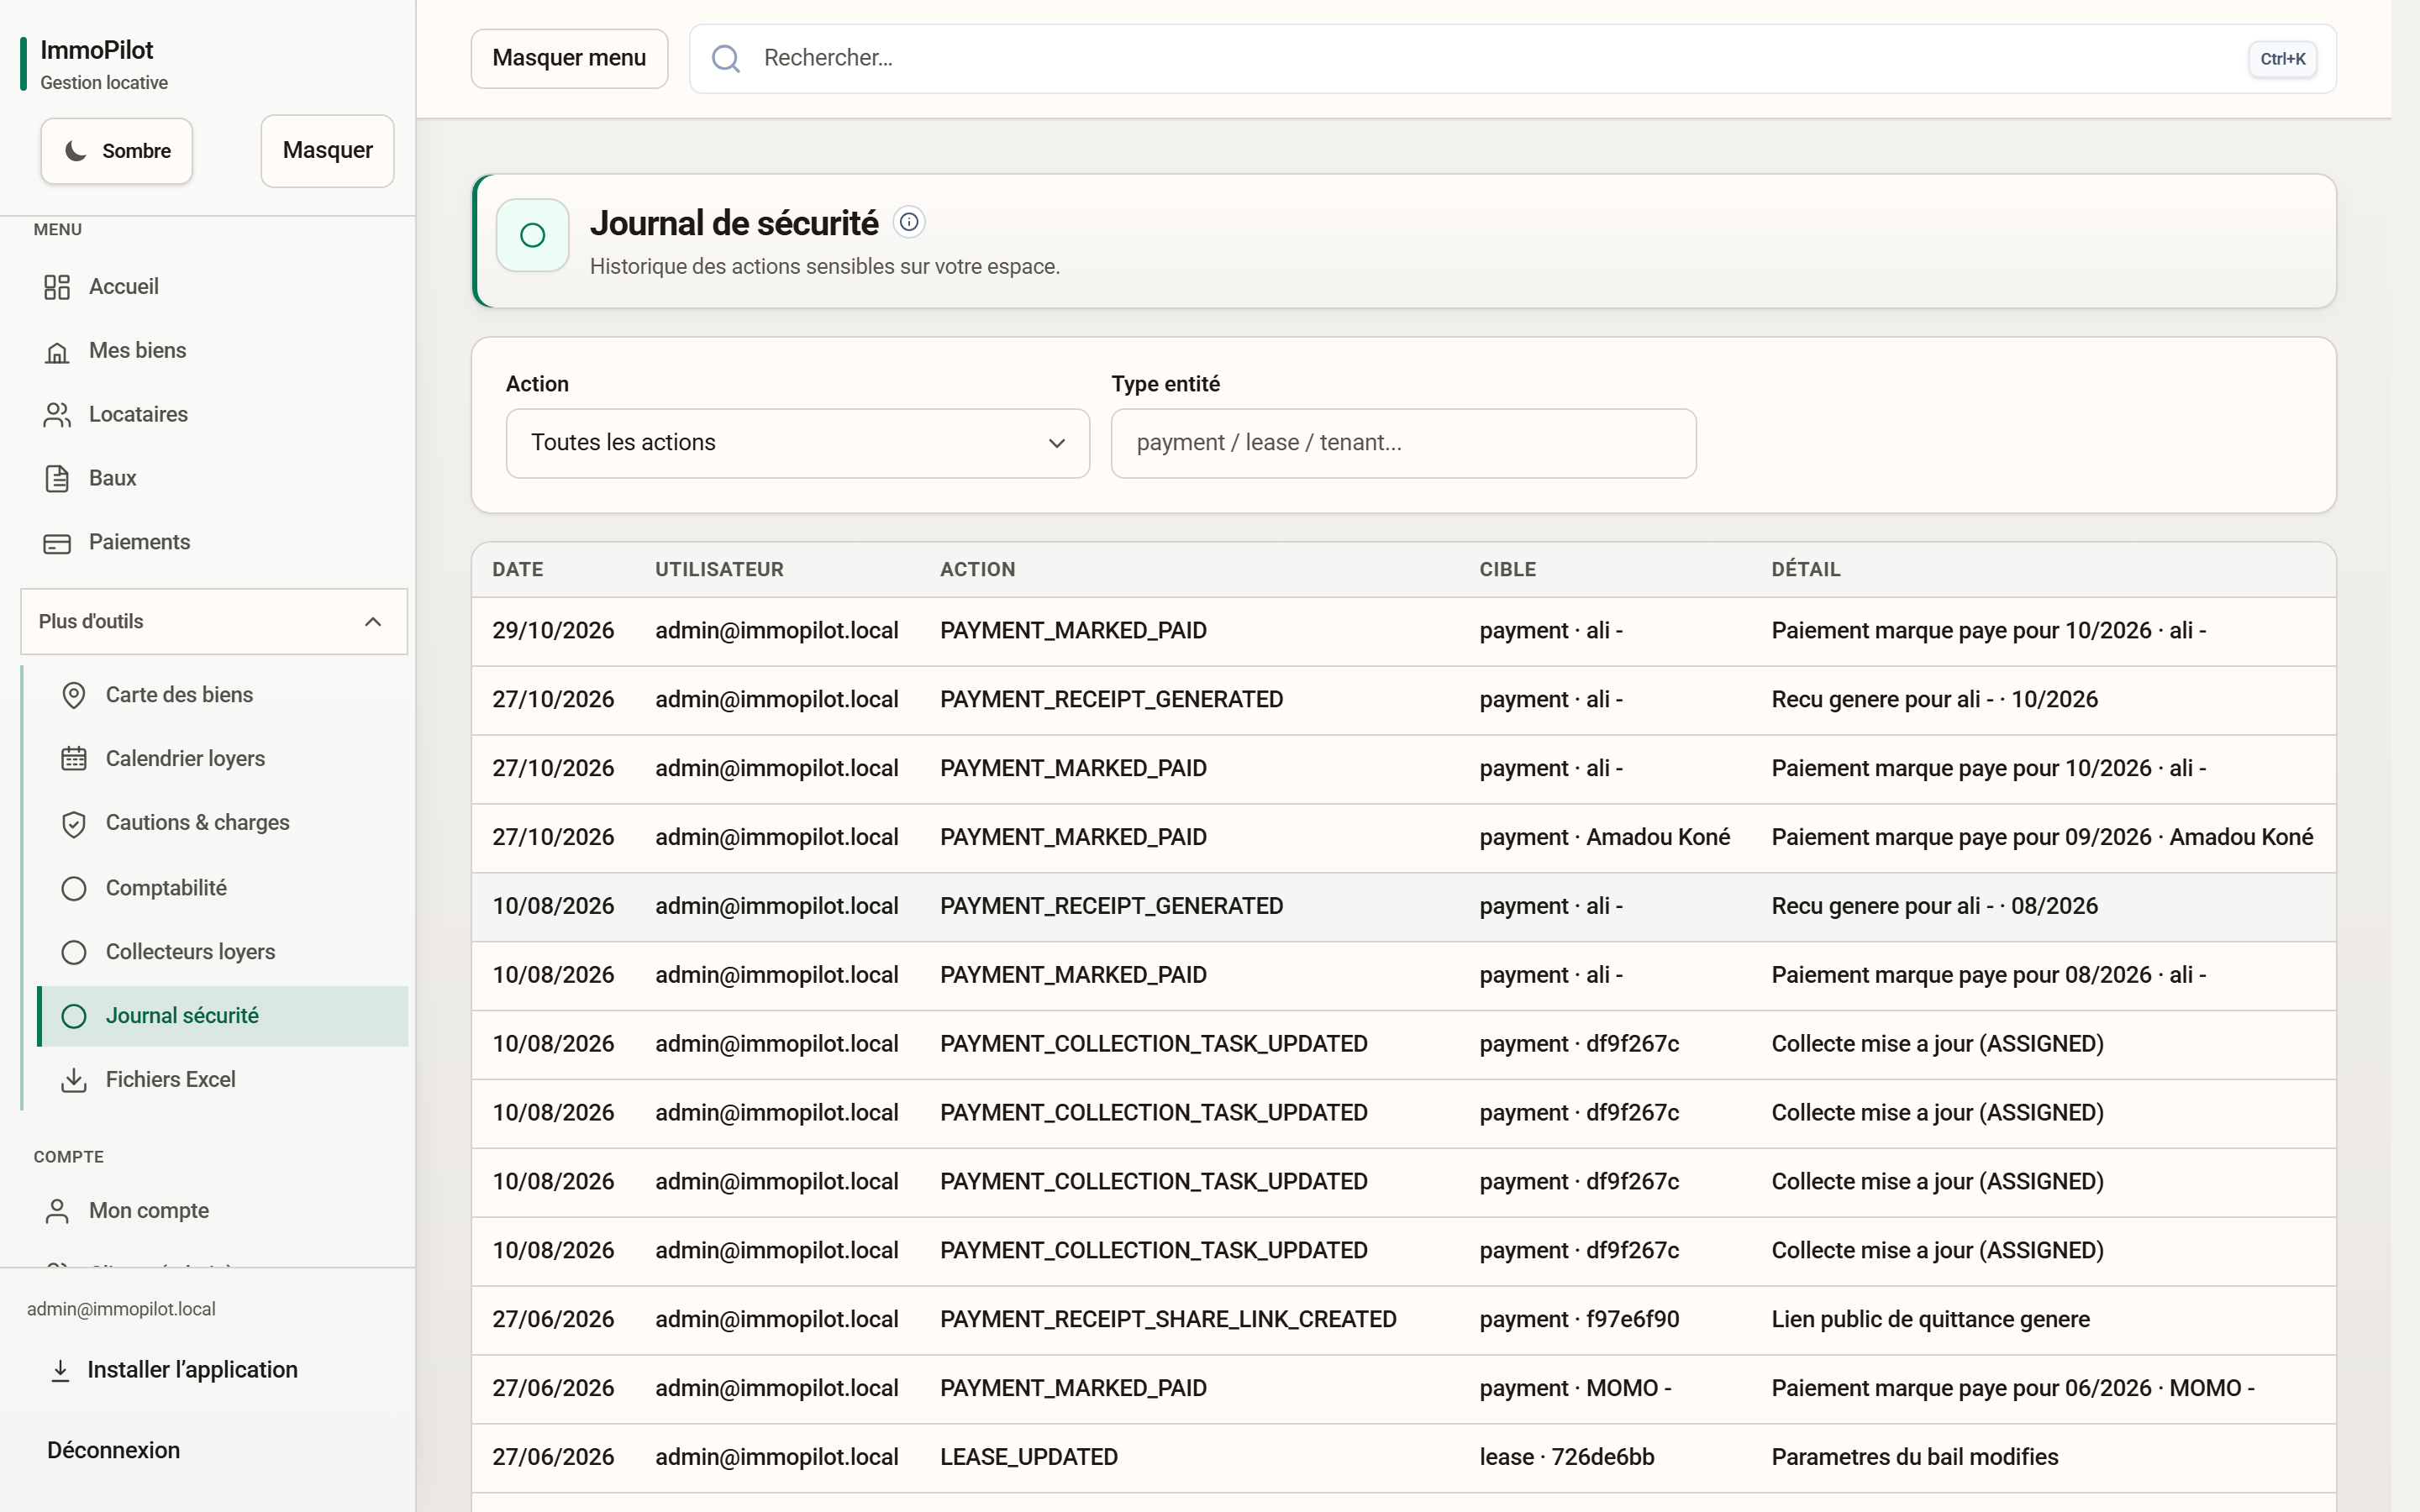 ImmoPilot
Gestion locative
Sombre
Masquer
MENU
Accueil
Mes biens
Locataires
Baux
Paiements
Plus d'outils
Carte des biens
Calendrier loyers
Cautions & charges
Comptabilité
Collecteurs loyers
Journal sécurité
Fichiers Excel
COMPTE
Mon compte
admin@immopilot.local
Installer l’application
Déconnexion
Masquer menu
Rechercher...
Ctrl+K
Journal de sécurité
Historique des actions sensibles sur votre espace.
Action
Type entité
Toutes les actions
payment / lease / tenant...
DATE UTILISATEUR ACTION CIBLE DÉTAIL
29/10/2026 admin@immopilot.local PAYMENT_MARKED_PAID payment · ali - Paiement marque paye pour 10/2026 · ali -
27/10/2026 admin@immopilot.local PAYMENT_RECEIPT_GENERATED payment · ali - Recu genere pour ali - · 10/2026
27/10/2026 admin@immopilot.local PAYMENT_MARKED_PAID payment · ali - Paiement marque paye pour 10/2026 · ali -
27/10/2026 admin@immopilot.local PAYMENT_MARKED_PAID payment · Amadou Koné Paiement marque paye pour 09/2026 · Amadou Koné
10/08/2026 admin@immopilot.local PAYMENT_RECEIPT_GENERATED payment · ali - Recu genere pour ali - · 08/2026
10/08/2026 admin@immopilot.local PAYMENT_MARKED_PAID payment · ali - Paiement marque paye pour 08/2026 · ali -
10/08/2026 admin@immopilot.local PAYMENT_COLLECTION_TASK_UPDATED payment · df9f267c Collecte mise a jour (ASSIGNED)
10/08/2026 admin@immopilot.local PAYMENT_COLLECTION_TASK_UPDATED payment · df9f267c Collecte mise a jour (ASSIGNED)
10/08/2026 admin@immopilot.local PAYMENT_COLLECTION_TASK_UPDATED payment · df9f267c Collecte mise a jour (ASSIGNED)
10/08/2026 admin@immopilot.local PAYMENT_COLLECTION_TASK_UPDATED payment · df9f267c Collecte mise a jour (ASSIGNED)
27/06/2026 admin@immopilot.local PAYMENT_RECEIPT_SHARE_LINK_CREATED payment · f97e6f90 Lien public de quittance genere
27/06/2026 admin@immopilot.local PAYMENT_MARKED_PAID payment · MOMO - Paiement marque paye pour 06/2026 · MOMO -
27/06/2026 admin@immopilot.local LEASE_UPDATED lease · 726de6bb Parametres du bail modifies